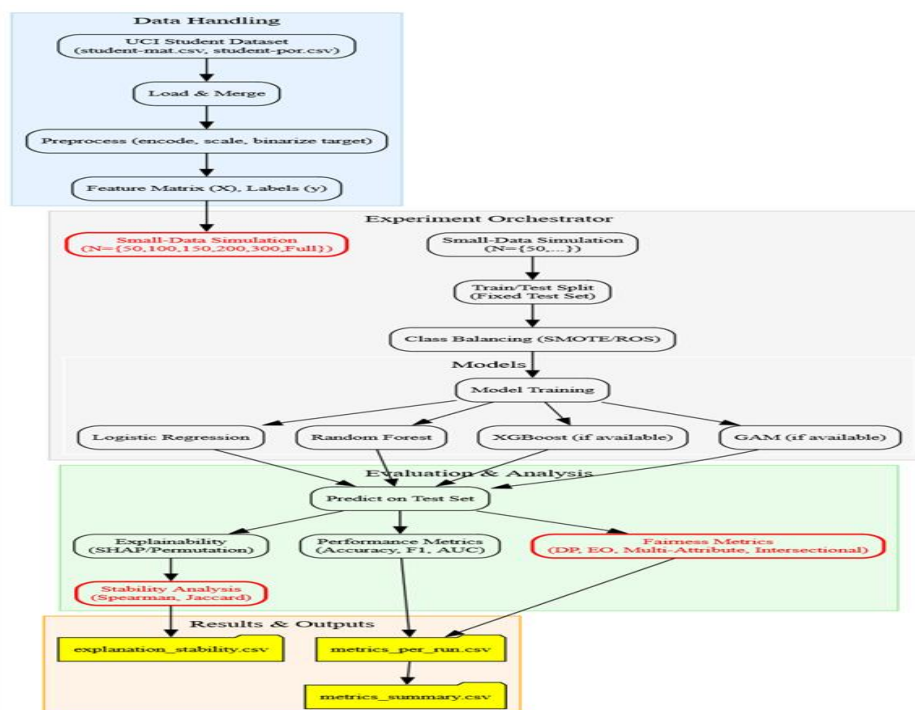 Data Handling
UCI Student Dataset
(student-mat.csv, student-por.csv)
Load & Merge
Preprocess (encode, scale, binarize target)
Feature Matrix (X), Labels (y)
Experiment Orchestrator
Small-Data Simulation
(N={50,100,150,200,300,Full})
Small-Data Simulation
(N={50,...})
Train/Test Split
(Fixed Test Set)
Class Balancing (SMOTE/ROS)
Models
Model Training
Logistic Regression
Random Forest
XGBoost (if available)
GAM (if available)
Evaluation & Analysis
Predict on Test Set
Explainability
(SHAP/Permutation)
Performance Metrics
(Accuracy, F1, AUC)
Fairness Metrics
(DP, EO, Multi-Attribute, Intersectional)
Stability Analysis
(Spearman, Jaccard)
Results & Outputs
explanation_stability.csv
metrics_per_run.csv
metrics_summary.csv